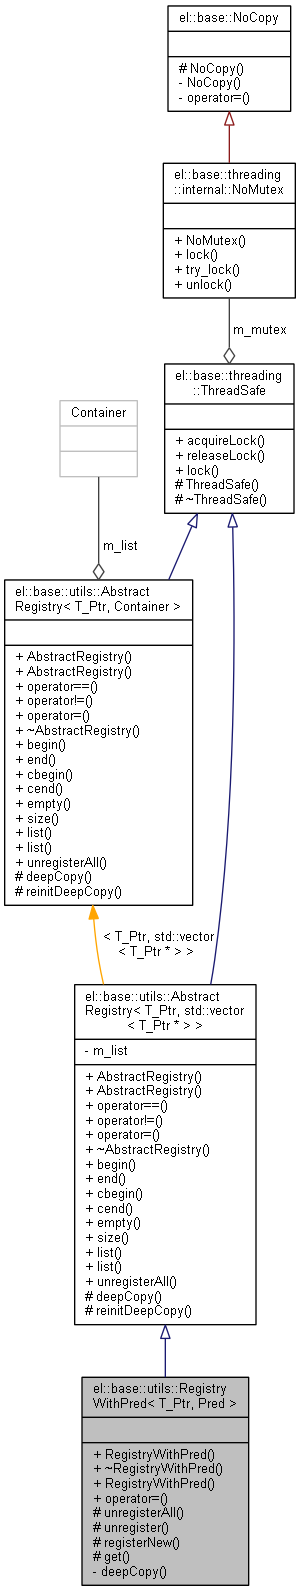 el::base::NoCopy
# NoCopy()
- NoCopy()
- operator=()
el::base::threading
::internal::NoMutex
+ NoMutex()
+ lock()
+ try_lock()
+ unlock()
m_mutex
el::base::threading
::ThreadSafe
+ acquireLock()
+ releaseLock()
+ lock()
# ThreadSafe()
# ~ThreadSafe()
Container
m_list
el::base::utils::Abstract
Registry< T_Ptr, Container >
+ AbstractRegistry()
+ AbstractRegistry()
+ operator==()
+ operator!=()
+ operator=()
+ ~AbstractRegistry()
+ begin()
+ end()
+ cbegin()
+ cend()
+ empty()
+ size()
+ list()
+ list()
+ unregisterAll()
# deepCopy()
# reinitDeepCopy()
< T_Ptr, std::vector
< T_Ptr * > >
el::base::utils::Abstract
Registry< T_Ptr, std::vector
< T_Ptr * > >
- m_list
+ AbstractRegistry()
+ AbstractRegistry()
+ operator==()
+ operator!=()
+ operator=()
+ ~AbstractRegistry()
+ begin()
+ end()
+ cbegin()
+ cend()
+ empty()
+ size()
+ list()
+ list()
+ unregisterAll()
# deepCopy()
# reinitDeepCopy()
el::base::utils::Registry
WithPred< T_Ptr, Pred >
+ RegistryWithPred()
+ ~RegistryWithPred()
+ RegistryWithPred()
+ operator=()
# unregisterAll()
# unregister()
# registerNew()
# get()
- deepCopy()